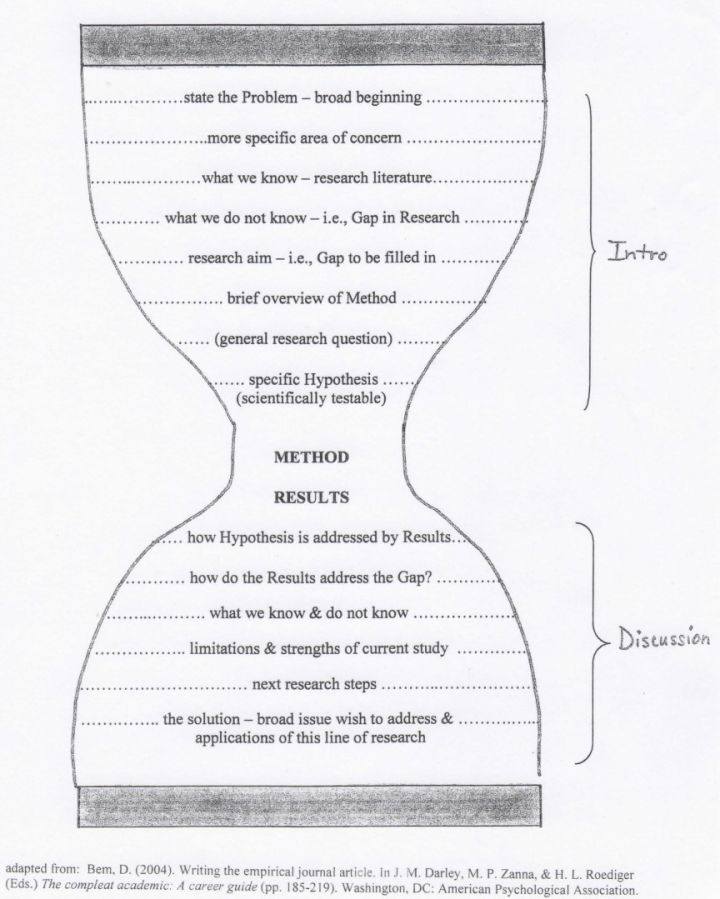 ...................state the Problem – broad beginning ......................
.......................more specific area of concern .........................
.....................what we know – research literature.....................
............ what we do not know – i.e., Gap in Research ............
............ research aim – i.e., Gap to be filled in ............
................ brief overview of Method ................
...... (general research question) ........
....... specific Hypothesis ......
(scientifically testable)
Intro
METHOD
RESULTS
..... how Hypothesis is addressed by Results...
........... how do the Results address the Gap? ............
................. what we know & do not know ..................
................ limitations & strengths of current study .............
............................... next research steps .............................
Discussion
.............. the solution – broad issue wish to address & ..............
applications of this line of research
adapted from: Bem, D. (2004). Writing the empirical journal article. In J. M. Darley, M. P. Zanna, & H. L. Roediger
(Eds.) The compleat academic: A career guide (pp. 185-219). Washington, DC: American Psychological Association.